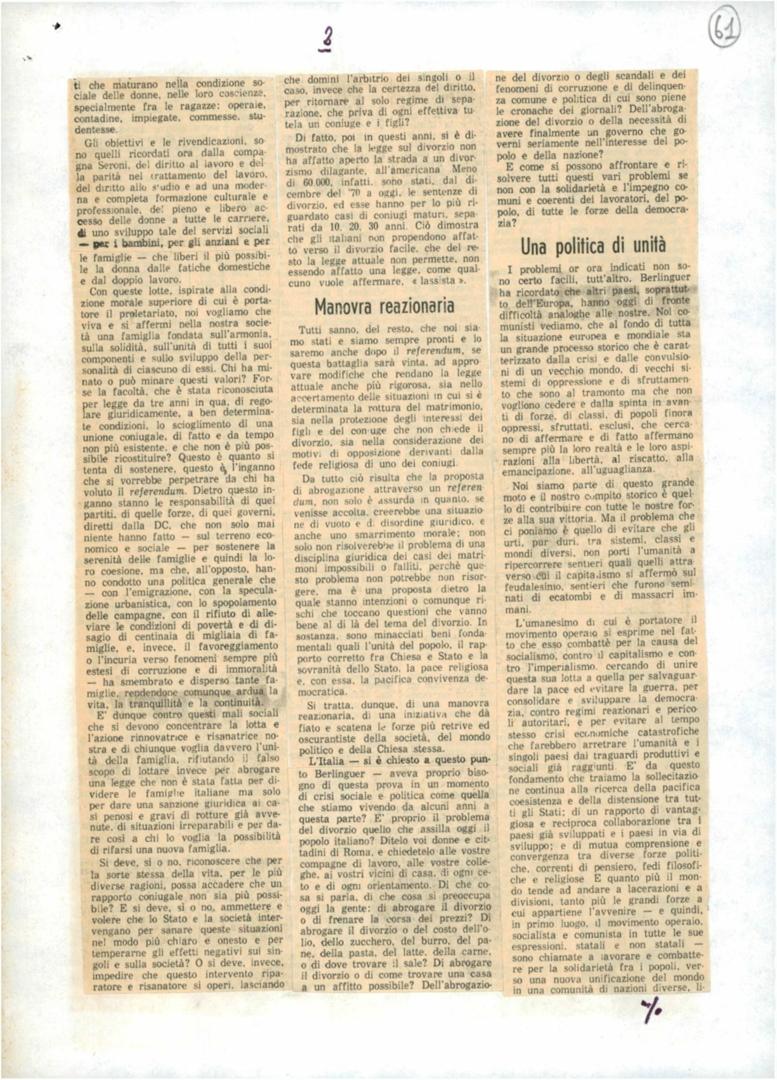 8
61
ti che maturano nella condizione so-
ciale delle donne, nelle loro coscienze,
specialmente fra le ragazze: operaie,
contadine, impiegate, commesse, stu-
dentesse.
Gli obiettivi e le rivendicazioni, so-
no quelli ricordati ora dalla compa-
gna Seroni, del diritto al lavoro e del-
la parità nel trattamento del lavoro,
del diritto allo studio e ad una moder-
na e completa formazione culturale e
professionale, del pieno e libero ac-
cesso delle donne a tutte le carriere,
di uno sviluppo tale dei servizi sociali
— per i bambini, per gli anziani e per
le famiglie — che liberi il più possibi-
le la donna dalle fatiche domestiche
e dal doppio lavoro.
Con queste lotte, ispirate alla condi-
zione morale superiore di cui è porta-
tore il proletariato, noi vogliamo che
viva e si affermi nella nostra socie-
tà una famiglia fondata sull'armonia,
sulla solidità, sull'unità di tutti i suoi
componenti e sullo sviluppo della per-
sonalità di ciascuno di essi. Chi ha mi-
nato o può minare questi valori? For-
se la facoltà, che è stata riconosciuta
per legge da tre anni in qua, di rego-
lare giuridicamente, a ben determina-
te condizioni, lo scioglimento di una
unione coniugale, di fatto e da tempo
non più esistente, e che non è più pos-
sibile ricostituire? Questo è quanto si
tenta di sostenere, questo è l'inganno
che si vorrebbe perpetrare da chi ha
voluto il referendum. Dietro questo in-
ganno stanno le responsabilità di quei
partiti, di quelle forze, di quei governi,
diretti dalla DC, che non solo mai
niente hanno fatto — sul terreno eco-
nomico e sociale — per sostenere la
serenità delle famiglie e quindi la lo-
ro coesione, ma che, all'opposto, han-
no condotto una politica generale che
— con l'emigrazione, con la specula-
zione urbanistica, con lo spopolamento
delle campagne, con il rifiuto di alle-
viare le condizioni di povertà e di di-
sagio di centinaia di migliaia di fa-
miglie, e, invece, il favoreggiamento
o l'incuria verso fenomeni sempre più
estesi di corruzione e di immoralità
— ha smembrato e disperso tante fa-
miglie, rendendone comunque ardua la
vita, la tranquillità e la continuità.
E' dunque contro questi mali sociali
che si devono concentrare la lotta e
l'azione rinnovatrice e risanatrice no-
stra e di chiunque voglia davvero l'uni-
tà della famiglia, rifiutando il falso
scopo di lottare invece per abrogare
una legge che non è stata fatta per di-
videre le famiglie italiane ma solo
per dare una sanzione giuridica ai ca-
si penosi e gravi di rotture già avve-
nute, di situazioni irreparabili e per da-
re così a chi lo voglia la possibilità
di rifarsi una nuova famiglia.
Si deve, si o no, riconoscere che per
la sorte stessa della vita, per le più
diverse ragioni, possa accadere che un
rapporto coniugale non sia più possi-
bile? E si deve, si o no, ammettere e
volere che lo Stato e la società inter-
vengano per sanare queste situazioni
nel modo più chiaro e onesto e per
temperarne gli effetti negativi sui sin-
goli e sulla società? O si deve, invece,
impedire che questo intervento ripa-
ratore e risanatore si operi, lasciando
che domini l'arbitrio dei singoli o il
caso, invece che la certezza del diritto,
per ritornare al solo regime di sepa-
razione, che priva di ogni effettiva tu-
tela un coniuge e i figli?
Di fatto, poi in questi anni, si è di-
mostrato che la legge sul divorzio non
ha affatto aperto la strada a un divor-
zismo dilagante, all'americana Meno
di 60.000, infatti, sono stati, dal di-
cembre del '70 a oggi, le sentenze di
divorzio, ed esse hanno per lo più ri-
guardato casi di coniugi maturi, sepa-
rati da 10, 20, 30 anni. Ciò dimostra
che gli italiani non propendono affat-
to verso il divorzio facile, che del re-
sto la legge attuale non permette, non
essendo affatto una legge, come qual-
cuno vuole affermare, « lassista ».
Manovra reazionaria
Tutti sanno, del resto, che noi sia-
mo stati e siamo sempre pronti e lo
saremo anche dopo il referendum, se
questa battaglia sarà vinta, ad appro-
vare modifiche che rendano la legge
attuale anche più rigorosa, sia nello
accertamento delle situazioni in cui si è
determinata la rottura del matrimonio,
sia nella protezione degli interessi dei
figli e del coniuge che non chiede il
divorzio, sia nella considerazione dei
motivi di opposizione derivanti dalla
fede religiosa di uno dei coniugi.
Da tutto ciò risulta che la proposta
di abrogazione attraverso un referen-
dum, non solo è assurda in quanto, se
venisse accolta, creerebbe una situazio-
ne di vuoto e di disordine giuridico, e
anche uno smarrimento morale; non
solo non risolverebbe il problema di una
disciplina giuridica dei casi dei matri-
moni impossibili o falliti, perchè que-
sto problema non potrebbe non risor-
gere, ma è una proposta dietro la
quale stanno intenzioni o comunque ri-
schi che toccano questioni che vanno
bene al di là del tema del divorzio. In
sostanza, sono minacciati beni fonda-
mentali quali l'unità del popolo, il rap-
porto corretto fra Chiesa e Stato e la
sovranità dello Stato, la pace religiosa
e, con essa, la pacifica convivenza de-
mocratica.
Si tratta, dunque, di una manovra
reazionaria, di una iniziativa che dà
fiato e scatena le forze più retrive ed
oscurantiste della società, del mondo
politico e della Chiesa stessa.
L'Italia — si è chiesto a questo pun-
to Berlinguer — aveva proprio biso-
gno di questa prova in un momento
di crisi sociale e politica come quella
che stiamo vivendo da alcuni anni a
questa parte? E' proprio il problema
del divorzio quello che assilla oggi il
popolo italiano? Ditelo voi donne e cit-
tadini di Roma, e chiedetelo alle vostre
compagne di lavoro, alle vostre colle-
ghe, ai vostri vicini di casa, di ogni ce-
to e di ogni orientamento. Di che co-
sa si parla, di che cosa si preoccupa
oggi la gente: di abrogare il divorzio
o di frenare la corsa dei prezzi? Di
abrogare il divorzio o del costo dell'o-
lio, dello zucchero, del burro, del pa-
ne, della pasta, del latte, della carne,
o di dove trovare il sale? Di abrogare
il divorzio o di come trovare una casa
a un affitto possibile? Dell'abrogazio-
ne del divorzio o degli scandali e dei
fenomeni di corruzione e di delinquen-
za comune e politica di cui sono piene
le cronache dei giornali? Dell'abroga-
zione del divorzio o della necessità di
avere finalmente un governo che go-
verni seriamente nell'interesse del po-
polo e della nazione?
E come si possono affrontare e ri-
solvere tutti questi vari problemi se
non con la solidarietà e l'impegno co-
muni e coerenti dei lavoratori, del po-
polo, di tutte le forze della democra-
zia?
Una politica di unità
I problemi or ora indicati non so-
no certo facili, tutt'altro. Berlinguer
ha ricordato che altri paesi, soprattut-
to dell'Europa, hanno oggi di fronte
difficoltà analoghe alle nostre. Noi co-
munisti vediamo, che al fondo di tutta
la situazione europea e mondiale sta
un grande processo storico che è carat-
terizzato dalla crisi e dalle convulsio-
ni di un vecchio mondo, di vecchi si-
stemi di oppressione e di sfruttamen-
to che sono al tramonto ma che non
vogliono cedere e dalla spinta in avan-
ti di forze, di classi, di popoli finora
oppressi, sfruttati, esclusi, che cerca-
no di affermare e di fatto affermano
sempre più la loro realtà e le loro aspi-
razioni alla libertà, al riscatto, alla
emancipazione, all'uguaglianza.
Noi siamo parte di questo grande
moto e il nostro compito storico è quel-
lo di contribuire con tutte le nostre for-
ze alla sua vittoria. Ma il problema che
ci poniamo è quello di evitare che gli
urti, pur duri, tra sistemi, classi e
mondi diversi, non porti l'umanità a
ripercorrere sentieri quali quelli attra-
verso cui il capitalismo si affermò sul
feudalesimo, sentieri che furono semi-
nati di ecatombi e di massacri im-
mani.
L'umanesimo di cui è portatore il
movimento operaio si esprime nel fat-
to che esso combatté per la causa del
socialismo, contro il capitalismo e con-
tro l'imperialismo, cercando di unire
questa sua lotta a quella per salvaguar-
dare la pace ed evitare la guerra, per
consolidare e sviluppare la democra-
zia, contro regimi reazionari e perico-
li autoritari, e per evitare al tempo
stesso crisi economiche catastrofiche
che farebbero arretrare l'umanità e i
singoli paesi dai traguardi produttivi e
sociali già raggiunti E' da questo
fondamento che traiamo la sollecitazio-
ne continua alla ricerca della pacifica
coesistenza e della distensione tra tut-
ti gli Stati; di un rapporto di vantag-
giosa e reciproca collaborazione tra i
paesi già sviluppati e i paesi in via di
sviluppo; e di mutua comprensione e
convergenza tra diverse forze politi-
che, correnti di pensiero, fedi filosofi-
che e religiose E quanto più il mon-
do tende ad andare a lacerazioni e a
divisioni, tanto più le grandi forze a
cui appartiene l'avvenire — e quindi,
in primo luogo, il movimento operaio,
socialista e comunista in tutte le sue
espressioni, statali e non statali —
sono chiamate a lavorare e combatte-
re per la solidarietà fra i popoli, ver-
so una nuova unificazione del mondo
in una comunità di nazioni diverse, li-